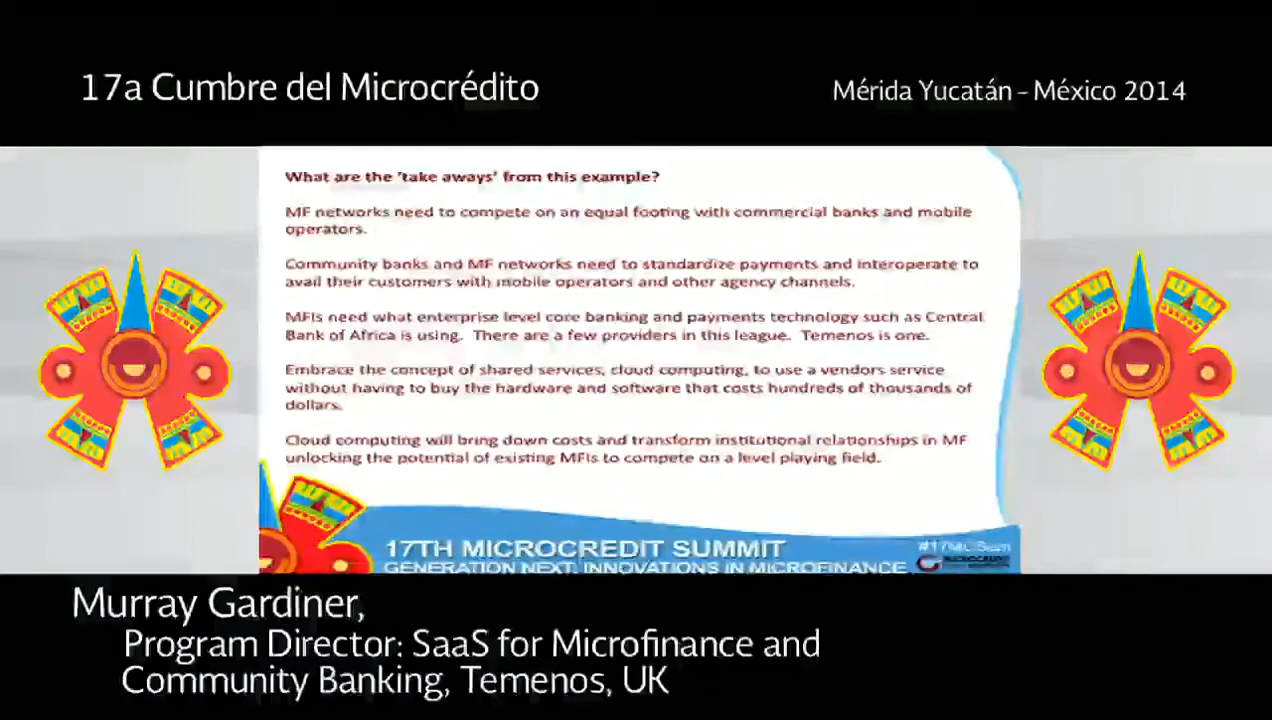 17a Cumbre del Microcrédito
Mérida Yucatán - México 2014
What are the 'take aways' from this example?
MF networks need to compete on an equal footing with commercial banks and mobile
operators.
Community banks and MF networks need to standardize payments and interoperate to
avail their customers with mobile operators and other agency channels.
MFIs need what enterprise level core banking and payments technology such as Central
Bank of Africa is using. There are a few providers in this league. Temenos is one.
Embrace the concept of shared services, cloud computing, to use a vendors service
without having to buy the hardware and software that costs hundreds of thousands of
dollars.
Cloud computing will bring down costs and transform institutional relationships in MF
unlocking the potential of existing MFIs to compete on a level playing field.
17TH MICROCREDIT SUMMIT
GENERATION NEXT: INNOVATIONS IN MICROFINANCE
Murray Gardiner,
Program Director: SaaS for Microfinance and
Community Banking, Temenos, UK